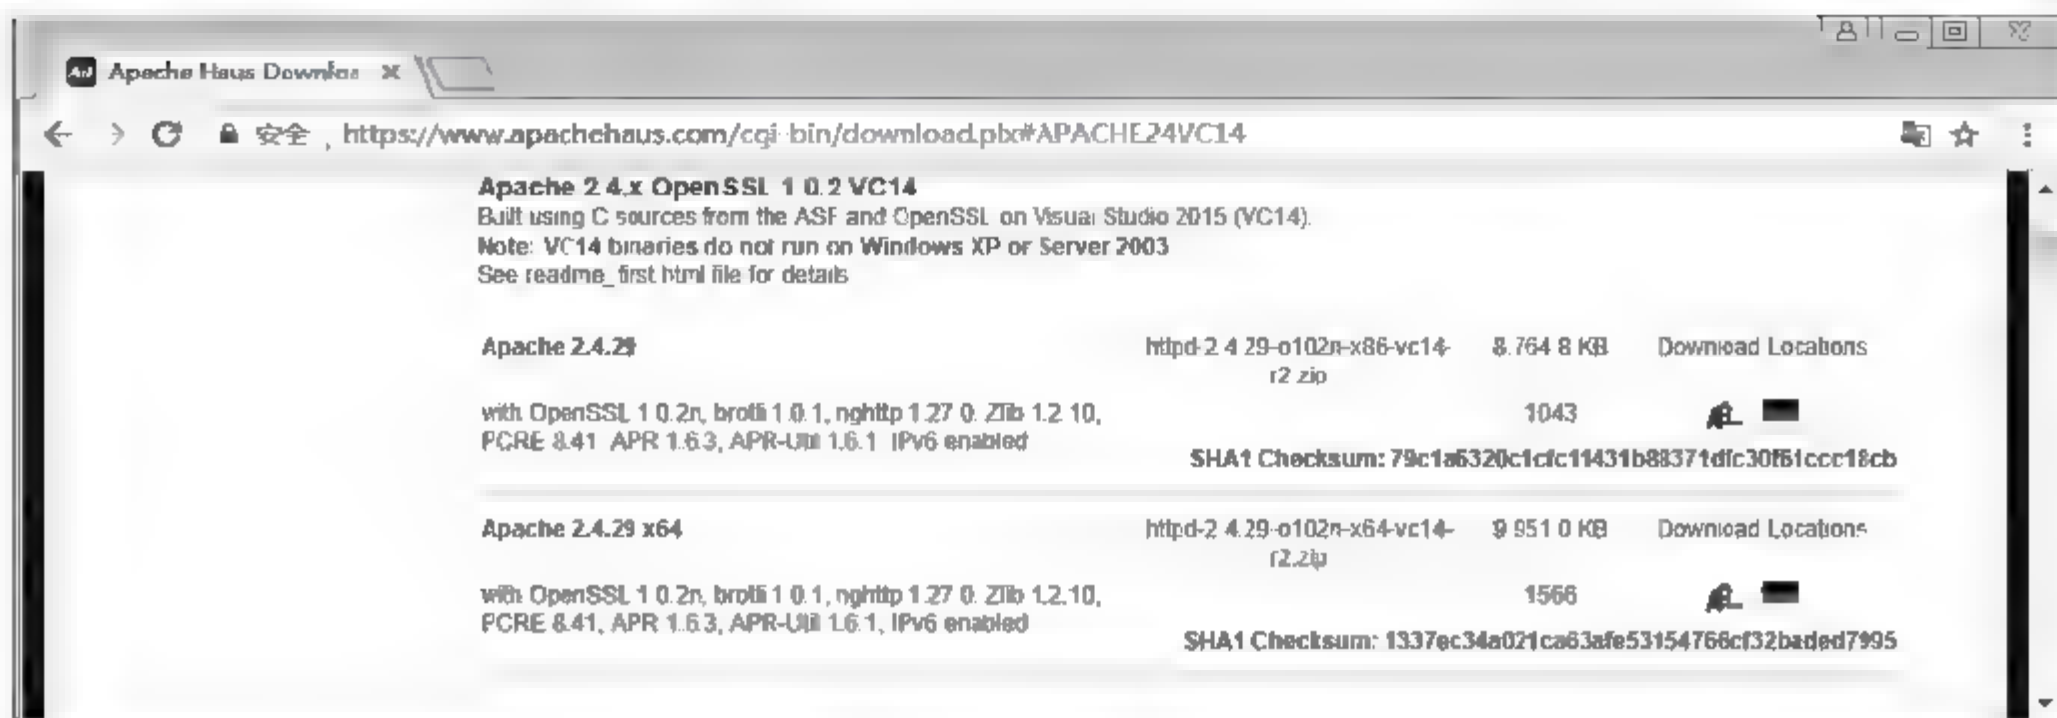 Apache Haus Downloa
安全 https://www.apachehaus.com/cgi-bin/download.plx#APACHE24VC14
Apache 2.4.x OpenSSL 1.0.2 VC14
Built using C sources from the ASF and OpenSSL on Visual Studio 2015 (VC14).
Note: VC14 binaries do not run on Windows XP or Server 2003
See readme_first.html file for details
Apache 2.4.29 httpd-2.4.29-o102n-x86-vc14- 8,764.8 KB Download Locations
r2.zip
with OpenSSL 1.0.2n, brotli 1.0.1, nghttp 1.27.0, Zlib 1.2.10, 1043
PCRE 8.41, APR 1.6.3, APR-Util 1.6.1, IPv6 enabled
SHA1 Checksum:
Apache 2.4.29 x64 httpd-2.4.29-o102n-x64-vc14- 9,951.0 KB Download Locations
r2.zip
with OpenSSL 1.0.2n, brotli 1.0.1, nghttp 1.27.0, Zlib 1.2.10, 1566
PCRE 8.41, APR 1.6.3, APR-Util 1.6.1, IPv6 enabled
SHA1 Checksum: 1337ec34a021ca63afe53154766cf32baded7995